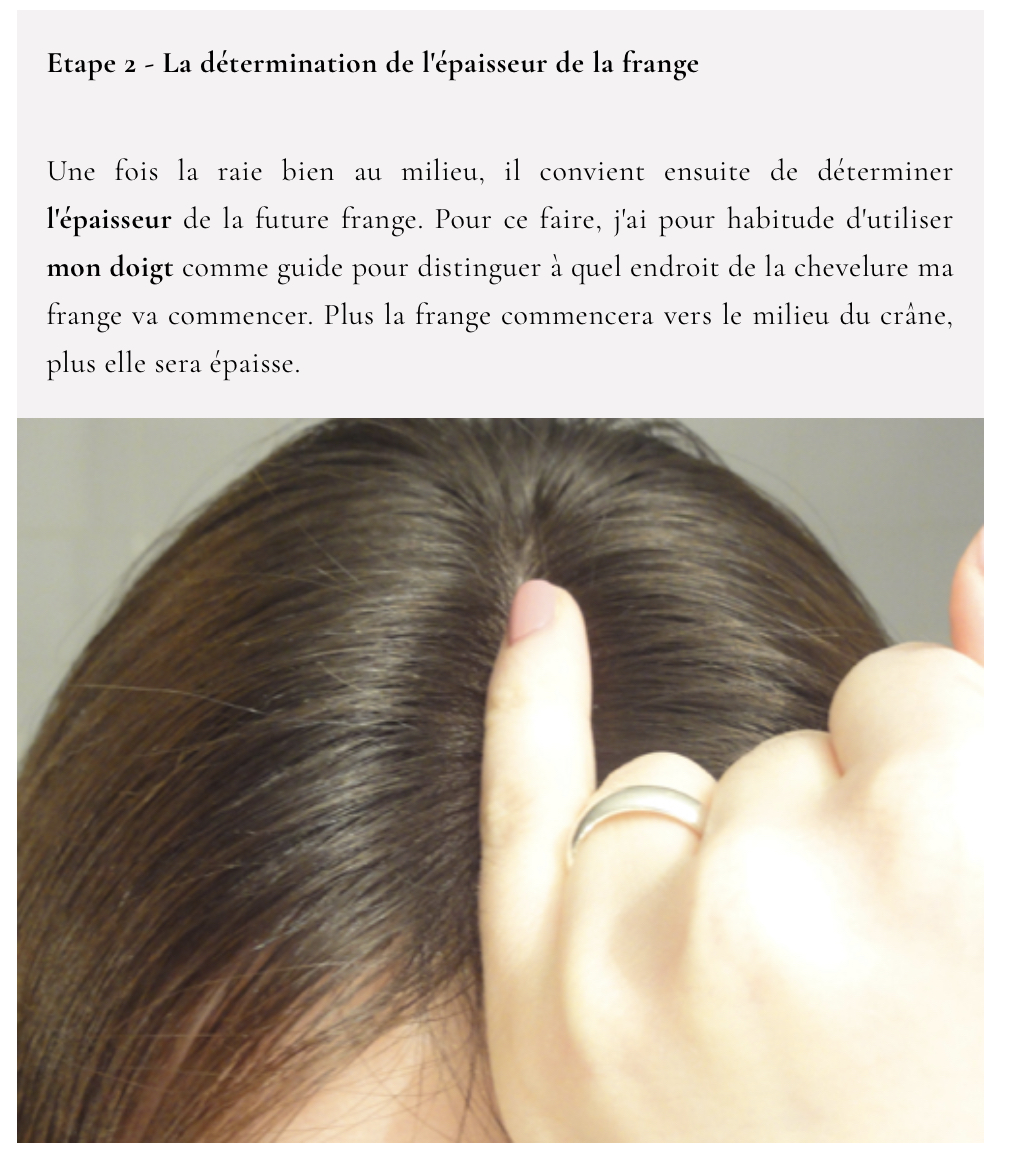 Etape 2 - La détermination de l'épaisseur de la frange
Une fois la raie bien au milieu, il convient ensuite de déterminer
l'épaisseur de la future frange. Pour ce faire, j'ai pour habitude d'utiliser
mon doigt comme guide pour distinguer à quel endroit de la chevelure ma
frange va commencer. Plus la frange commencera vers le milieu du crâne,
plus elle sera épaisse.